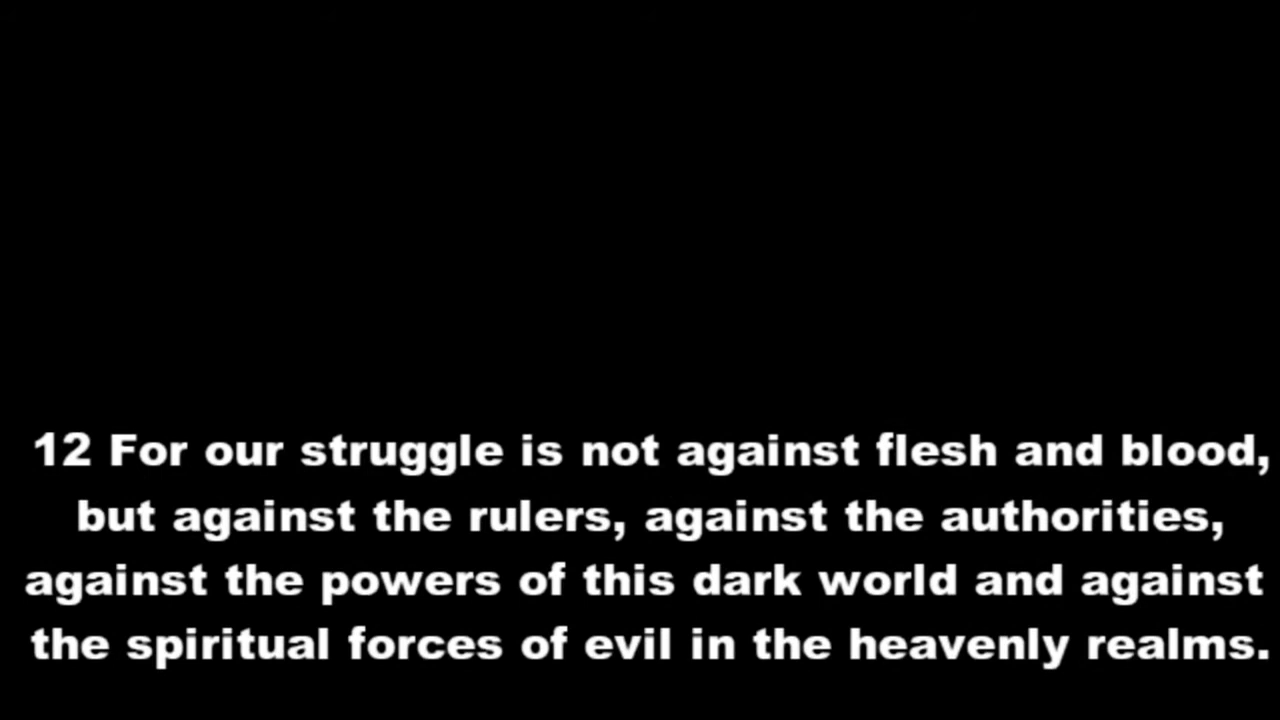 12 For our struggle is not against flesh and blood,
but against the rulers, against the authorities,
against the powers of this dark world and against
the spiritual forces of evil in the heavenly realms.